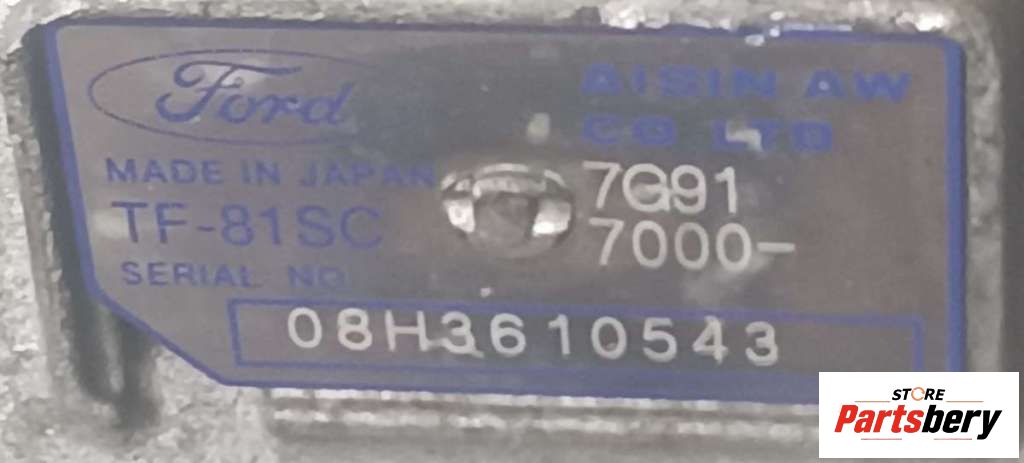 Ford
AISIN AW
CO LTD
MADE IN JAPAN
7G91
TF-81SC
7000-
SERIAL NO.
08H3610543
STORE
Partsbery